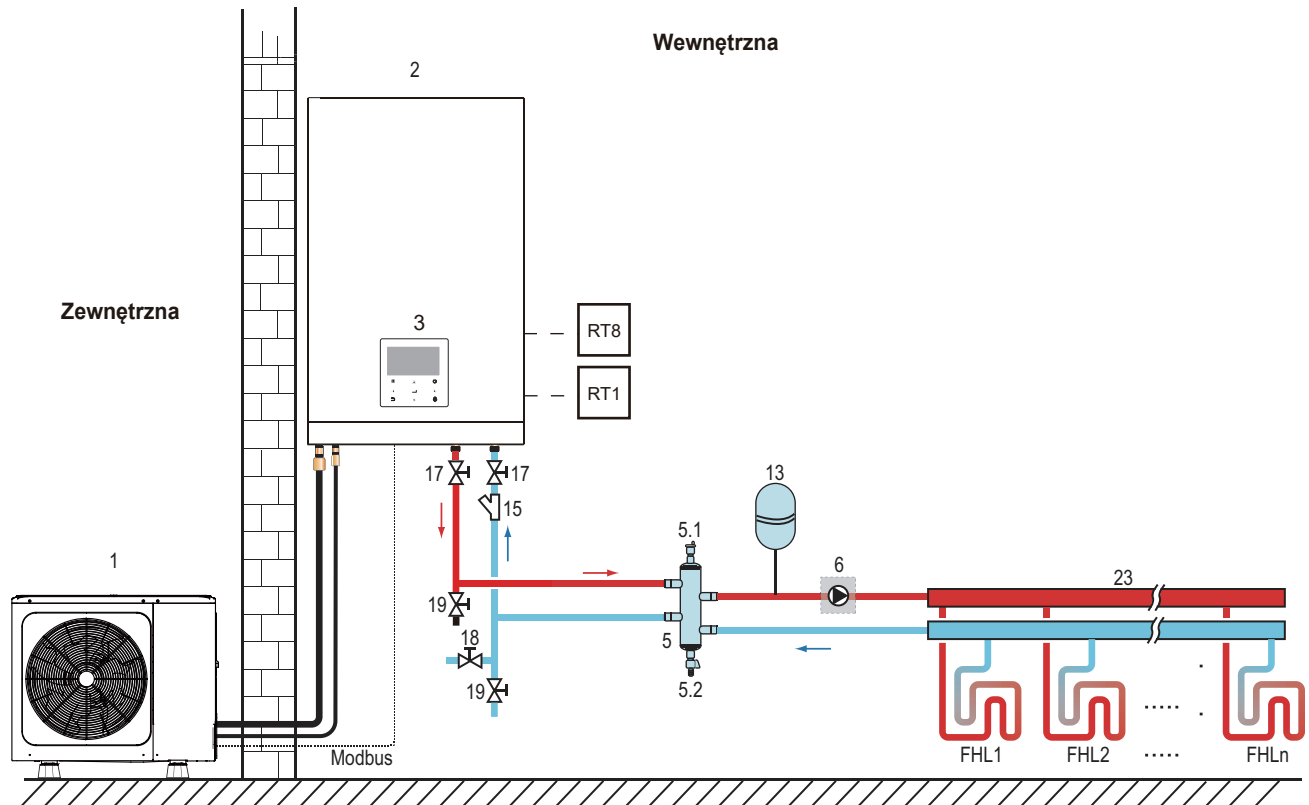 Wewnętrzna
2
Zewnętrzna
3
RT8
RT1
17
17
15
13
5.1
6
23
1
19
18
5
19
5.2
Modbus
FHL1
FHL2
.....
.....
FHLn